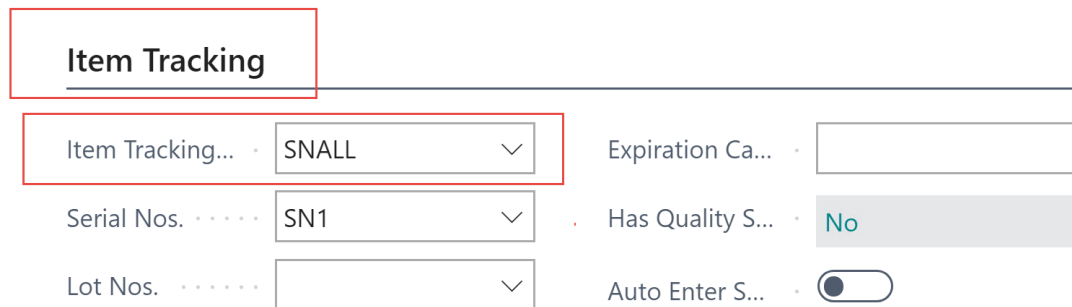 Item Tracking
Item Tracking... SNALL
Expiration Ca...
Serial Nos. SN1
Has Quality S... No
Lot Nos.
Auto Enter S...